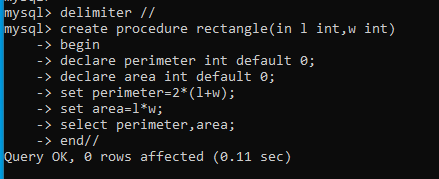 mysql> delimiter //
mysql> create procedure rectangle(in l int,w int)
    -> begin
    -> declare perimeter int default 0;
    -> declare area int default 0;
    -> set perimeter=2*(l+w);
    -> set area=l*w;
    -> select perimeter,area;
    -> end//
Query OK, 0 rows affected (0.11 sec)